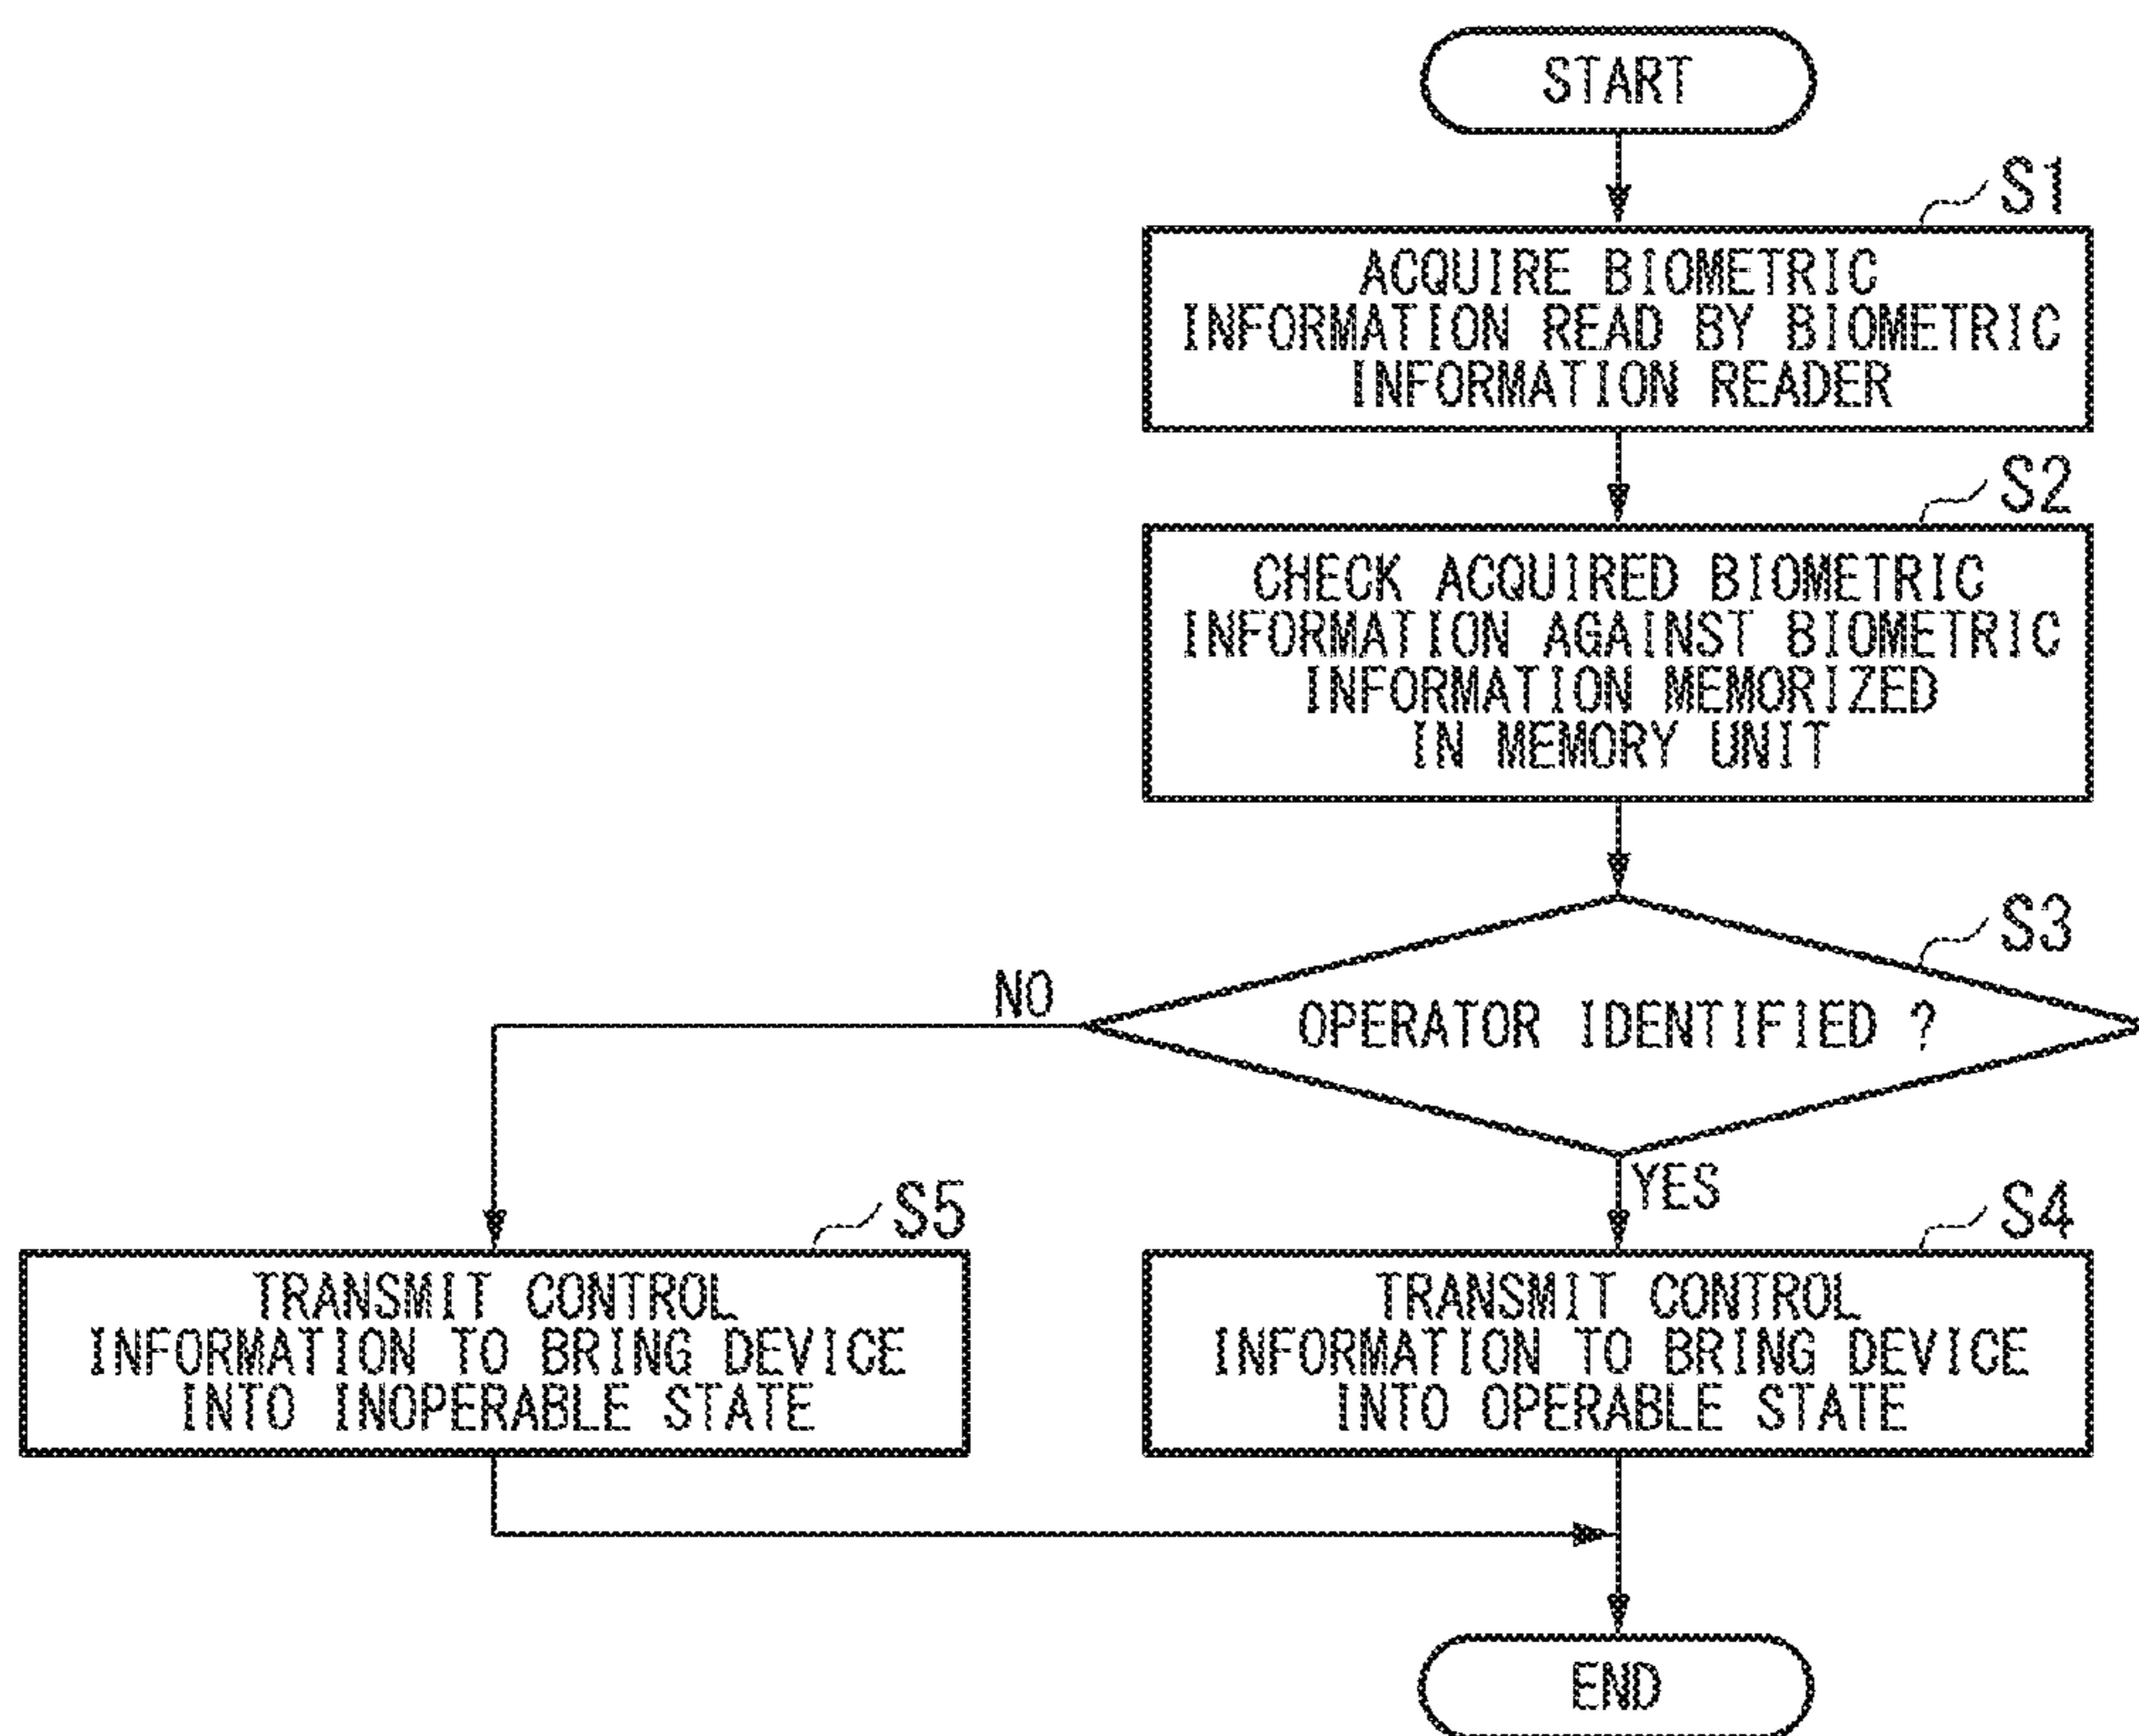 START
S1
ACQUIRE BIOMETRIC
INFORMATION READ BY BIOMETRIC
INFORMATION READER
S2
CHECK ACQUIRED BIOMETRIC
INFORMATION AGAINST BIOMETRIC
INFORMATION MEMORIZED
IN MEMORY UNIT
S3
OPERATOR IDENTIFIED ?
NO
YES
S5
TRANSMIT CONTROL
INFORMATION TO BRING DEVICE
INTO INOPERABLE STATE
S4
TRANSMIT CONTROL
INFORMATION TO BRING DEVICE
INTO OPERABLE STATE
END